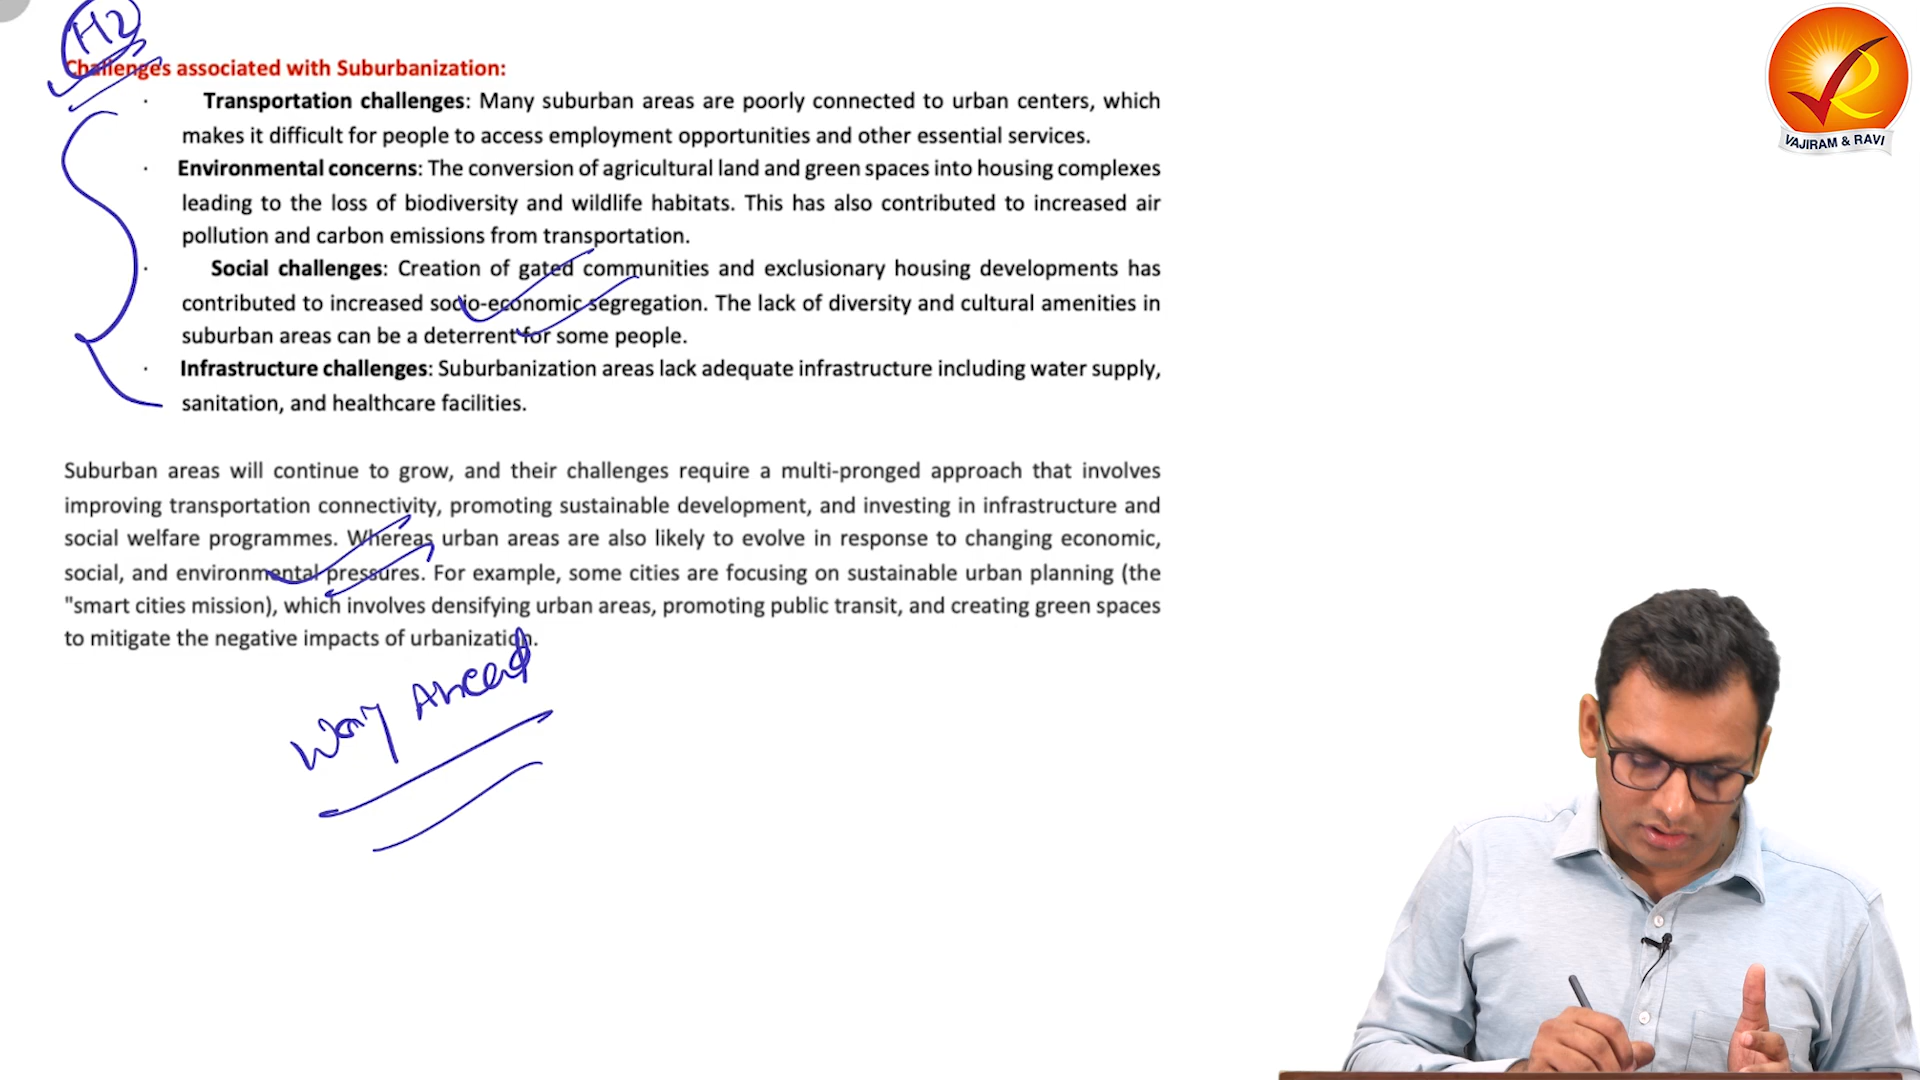 H2
Challenges associated with Suburbanization:
· Transportation challenges: Many suburban areas are poorly connected to urban centers, which
makes it difficult for people to access employment opportunities and other essential services.
· Environmental concerns: The conversion of agricultural land and green spaces into housing complexes
leading to the loss of biodiversity and wildlife habitats. This has also contributed to increased air
pollution and carbon emissions from transportation.
· Social challenges: Creation of gated communities and exclusionary housing developments has
contributed to increased socio-economic segregation. The lack of diversity and cultural amenities in
suburban areas can be a deterrent for some people.
· Infrastructure challenges: Suburbanization areas lack adequate infrastructure including water supply,
sanitation, and healthcare facilities.
Suburban areas will continue to grow, and their challenges require a multi-pronged approach that involves
improving transportation connectivity, promoting sustainable development, and investing in infrastructure and
social welfare programmes. Whereas urban areas are also likely to evolve in response to changing economic,
social, and environmental pressures. For example, some cities are focusing on sustainable urban planning (the
"smart cities mission), which involves densifying urban areas, promoting public transit, and creating green spaces
to mitigate the negative impacts of urbanization.
Way Ahead
VAJIRAM & RAVI